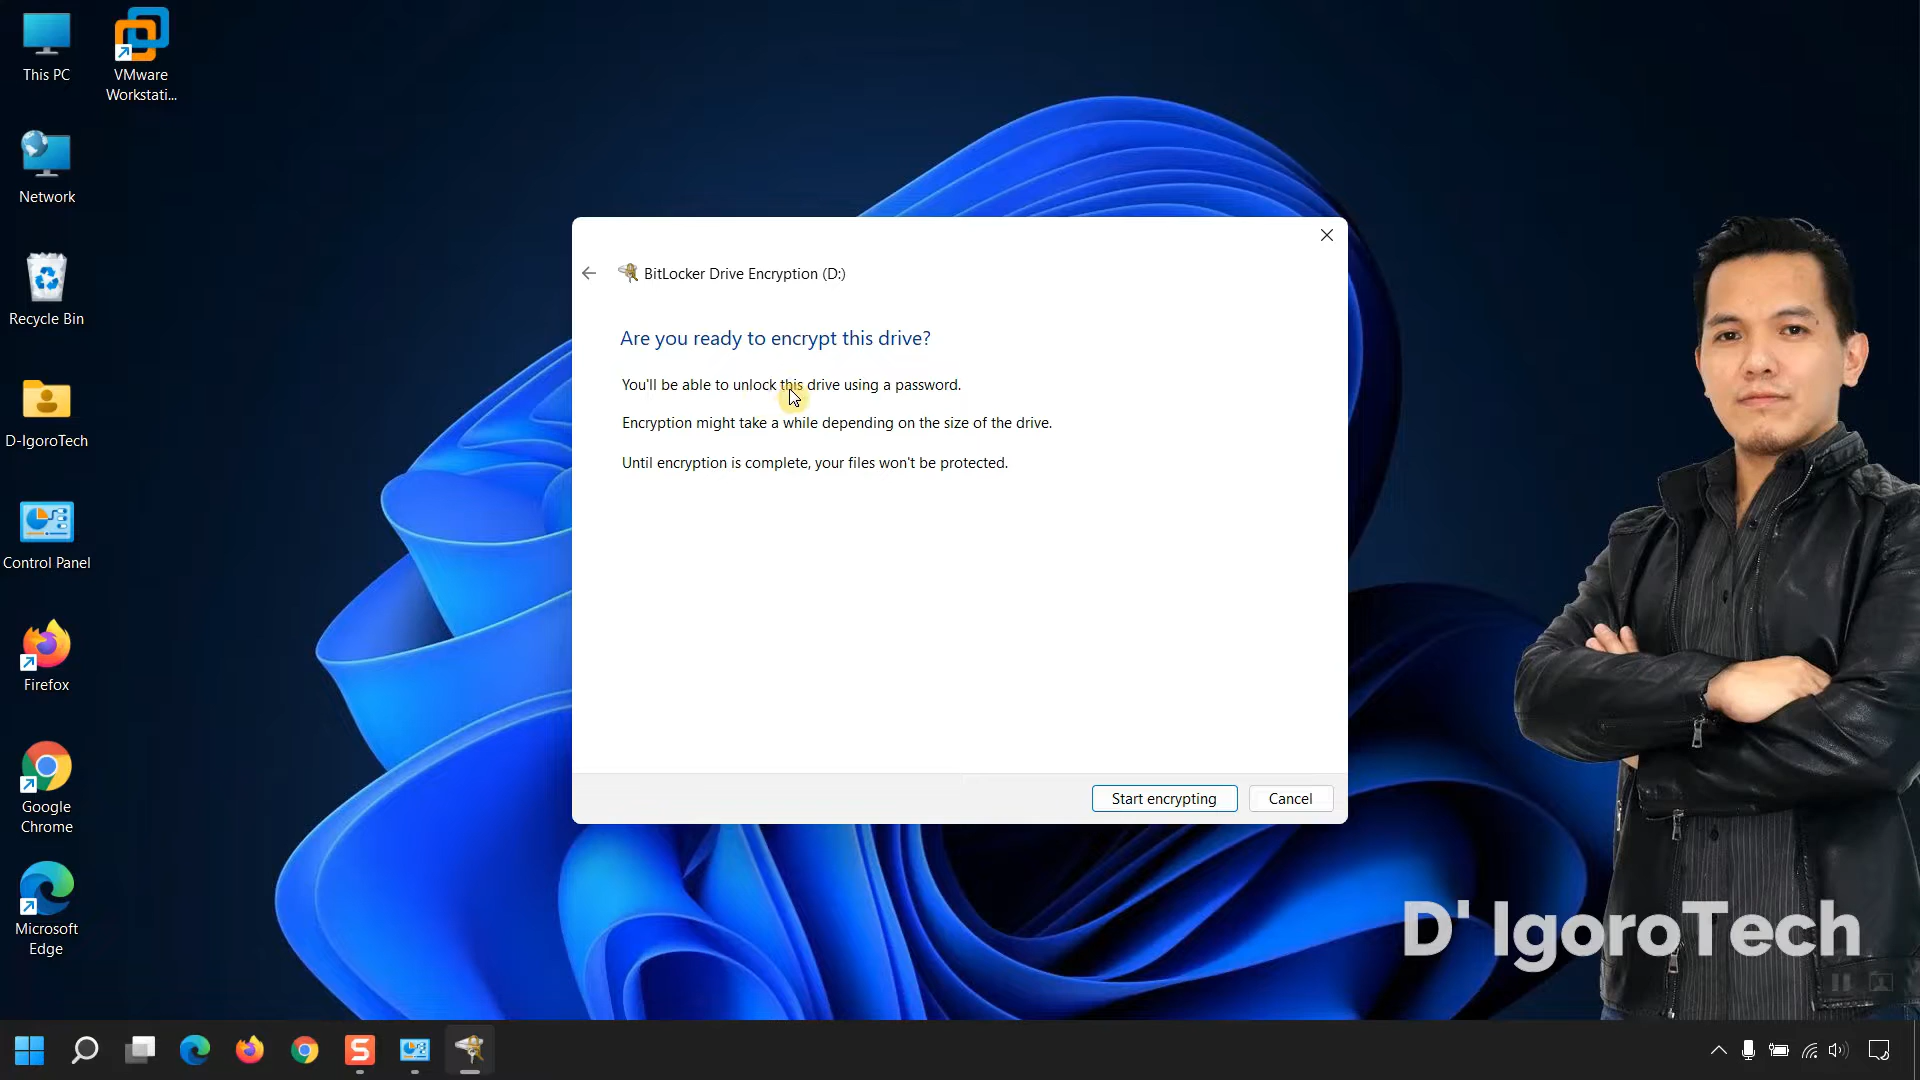 This PC
VMware
Workstati...
Network
Recycle Bin
D-IgoroTech
Control Panel
Firefox
Google
Chrome
Microsoft
Edge
BitLocker Drive Encryption (D:)
Are you ready to encrypt this drive?
You'll be able to unlock this drive using a password.
Encryption might take a while depending on the size of the drive.
Until encryption is complete, your files won't be protected.
Start encrypting
Cancel
D' IgoroTech